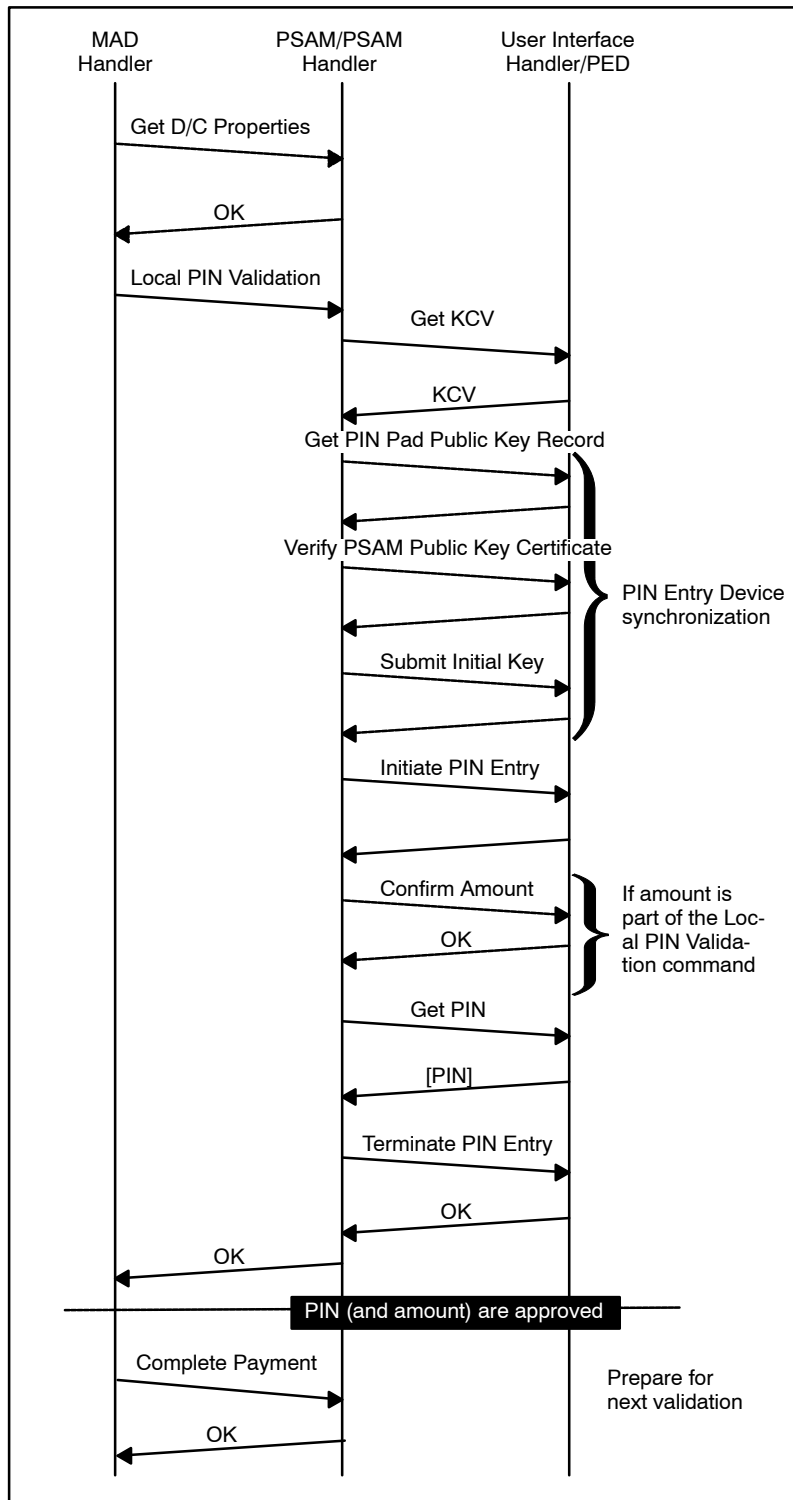 MAD
Handler
PSAM/PSAM
Handler
User Interface
Handler/PED
Get D/C Properties
OK
Local PIN Validation
Get KCV
KCV
Get PIN Pad Public Key Record
Verify PSAM Public Key Certificate
PIN Entry Device
synchronization
Submit Initial Key
Initiate PIN Entry
Confirm Amount
If amount is
part of the Loc-
al PIN Valida-
tion command
OK
Get PIN
[PIN]
Terminate PIN Entry
OK
OK
PIN (and amount) are approved
Complete Payment
Prepare for
next validation
OK